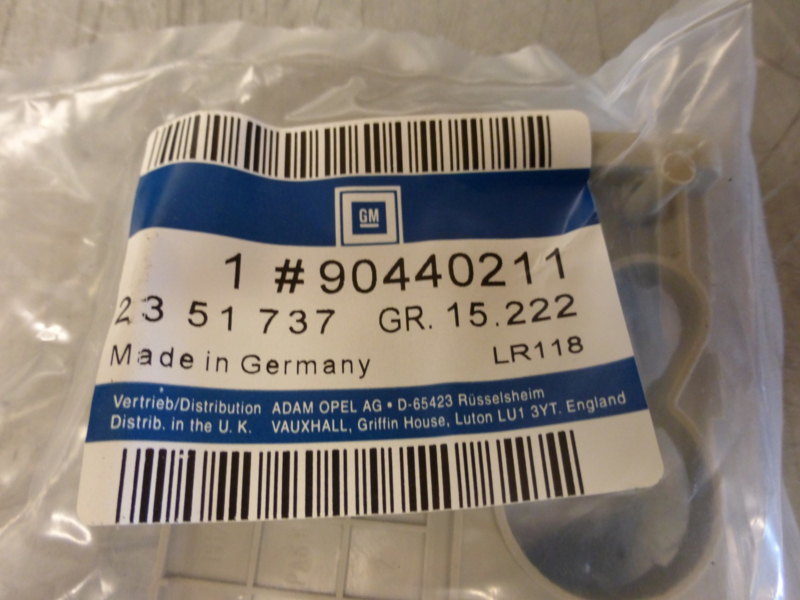 GM
1 #90440211
23 51 737 GR. 15.222
Made in Germany LR118
Vertrieb/Distribution ADAM OPEL AG • D-65423 Rüsselsheim
Distrib. in the U. K. VAUXHALL, Griffin House, Luton LU1 3YT. England